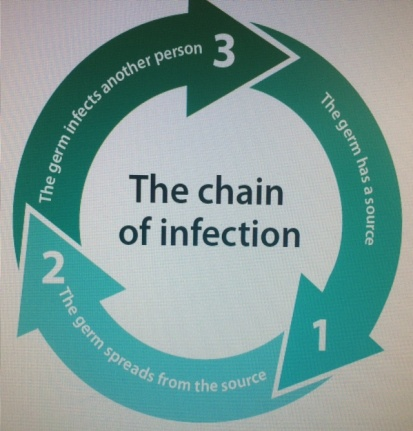 The chain
of infection
1
The germ has a source
2
The germ spreads from the source
3
The germ infects another person